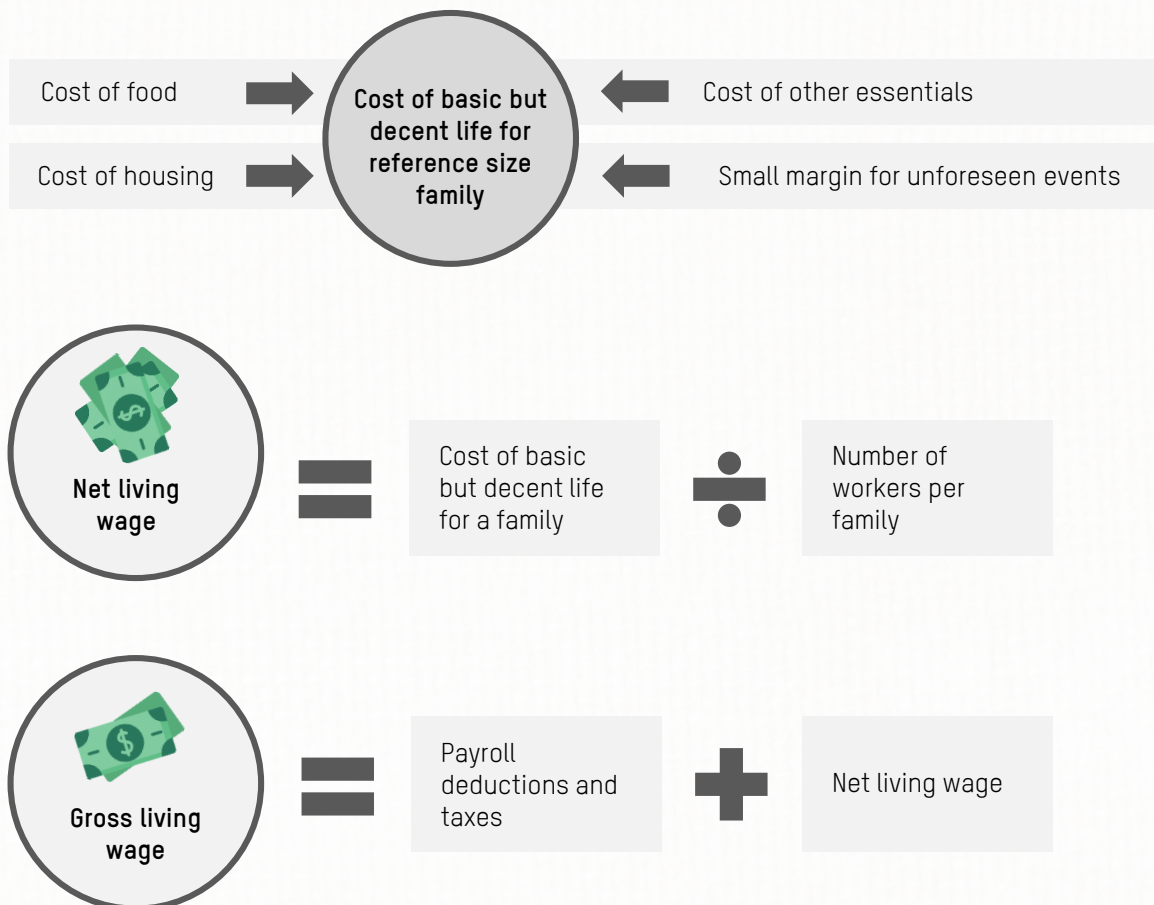 Cost of food
Cost of basic but
decent life for
reference size
family
Cost of other essentials
Cost of housing
Small margin for unforeseen events
$
Net living
wage
Cost of basic
but decent life
for a family
Number of
workers per
family
$
Gross living
wage
Payroll
deductions and
taxes
Net living wage